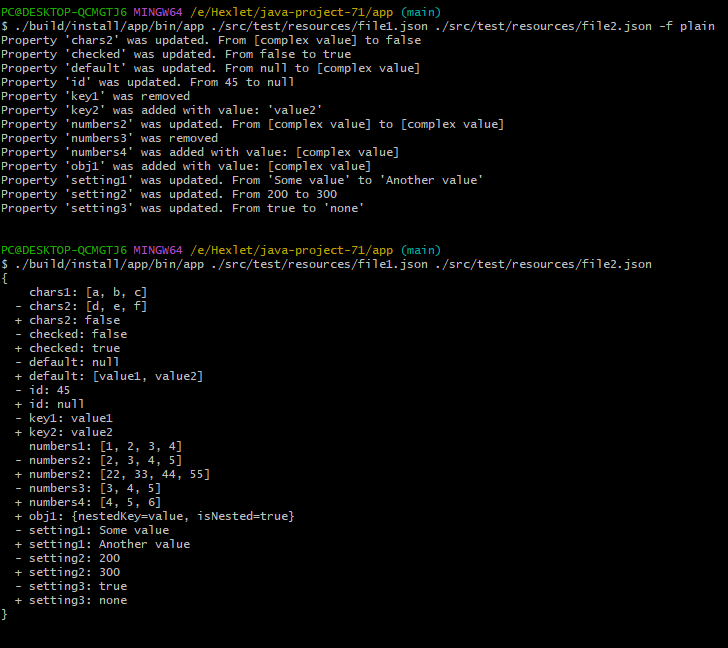 PC@DESKTOP-QCMGTJ6 MINGW64 /e/Hexlet/java-project-71/app (main)
$ ./build/install/app/bin/app ./src/test/resources/file1.json ./src/test/resources/file2.json -f plain
Property 'chars2' was updated. From [complex value] to false
Property 'checked' was updated. From false to true
Property 'default' was updated. From null to [complex value]
Property 'id' was updated. From 45 to null
Property 'key1' was removed
Property 'key2' was added with value: 'value2'
Property 'numbers2' was updated. From [complex value] to [complex value]
Property 'numbers3' was removed
Property 'numbers4' was added with value: [complex value]
Property 'obj1' was added with value: [complex value]
Property 'setting1' was updated. From 'Some value' to 'Another value'
Property 'setting2' was updated. From 200 to 300
Property 'setting3' was updated. From true to 'none'

PC@DESKTOP-QCMGTJ6 MINGW64 /e/Hexlet/java-project-71/app (main)
$ ./build/install/app/bin/app ./src/test/resources/file1.json ./src/test/resources/file2.json
{
    chars1: [a, b, c]
  - chars2: [d, e, f]
  + chars2: false
  - checked: false
  + checked: true
  - default: null
  + default: [value1, value2]
  - id: 45
  + id: null
  - key1: value1
  + key2: value2
    numbers1: [1, 2, 3, 4]
  - numbers2: [2, 3, 4, 5]
  + numbers2: [22, 33, 44, 55]
  - numbers3: [3, 4, 5]
  + numbers4: [4, 5, 6]
  + obj1: {nestedKey=value, isNested=true}
  - setting1: Some value
  + setting1: Another value
  - setting2: 200
  + setting2: 300
  - setting3: true
  + setting3: none
}